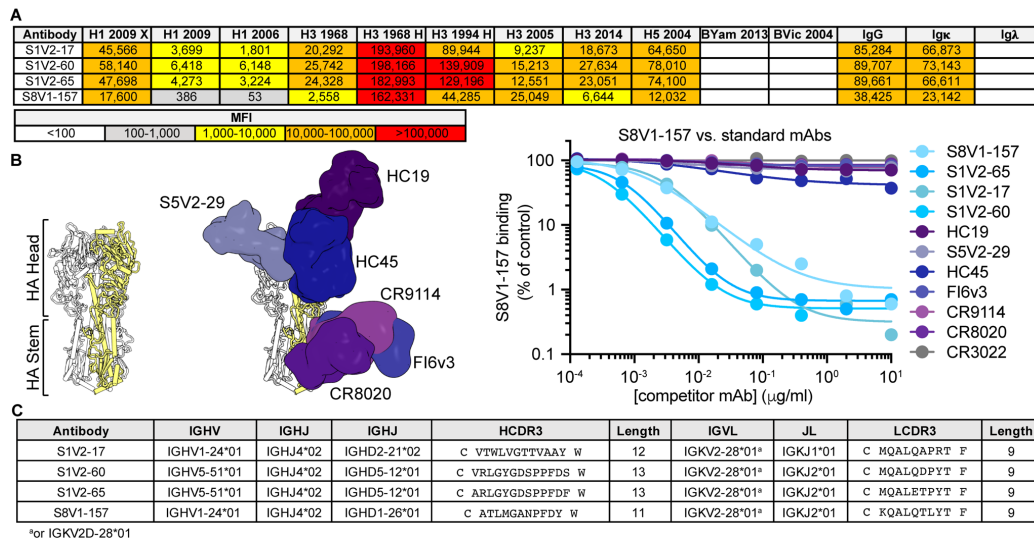 A
Antibody H1 2009 X H1 2009 H1 2006 H3 1968 H3 1968 H H3 1994 H H3 2005 H3 2014 H5 2004 BYam 2013 BVic 2004 IgG Igκ Igλ
S1V2-17 45,566 3,699 1,801 20,292 193,960 89,944 9,237 18,673 64,650 85,284 66,873
S1V2-60 58,140 6,418 6,148 25,742 198,166 139,909 15,213 27,634 78,010 89,707 73,143
S1V2-65 47,698 4,273 3,224 24,328 182,993 129,196 12,551 23,051 74,100 89,661 66,611
S8V1-157 17,600 386 53 2,558 162,331 44,285 25,049 6,644 12,032 38,425 23,142
MFI
<100 100-1,000 1,000-10,000 10,000-100,000 >100,000
B
HA Head
HA Stem
S5V2-29
HC19
HC45
CR9114
FI6v3
CR8020
S8V1-157 vs. standard mAbs
S8V1-157 binding
(% of control)
100
10
1
0.1
10⁻⁴ 10⁻³ 10⁻² 10⁻¹ 10⁰ 10¹
[competitor mAb] (μg/ml)
S8V1-157
S1V2-65
S1V2-17
S1V2-60
HC19
S5V2-29
HC45
FI6v3
CR9114
CR8020
CR3022
C
Antibody IGHV IGHJ IGHJ HCDR3 Length IGVL JL LCDR3 Length
S1V2-17 IGHV1-24*01 IGHJ4*02 IGHD2-21*02 C VTWLVGTTVAAY W 12 IGKV2-28*01ᵃ IGKJ1*01 C MQALQAPRT F 9
S1V2-60 IGHV5-51*01 IGHJ4*02 IGHD5-12*01 C VRLGYGDSPPFDS W 13 IGKV2-28*01ᵃ IGKJ2*01 C MQALQDPYT F 9
S1V2-65 IGHV5-51*01 IGHJ4*02 IGHD5-12*01 C ARLGYGDSPPFDF W 13 IGKV2-28*01ᵃ IGKJ2*01 C MQALETPYT F 9
S8V1-157 IGHV1-24*01 IGHJ4*02 IGHD1-26*01 C ATLMGANPFDY W 11 IGKV2-28*01ᵃ IGKJ2*01 C KQALQTLYT F 9
ᵃor IGKV2D-28*01